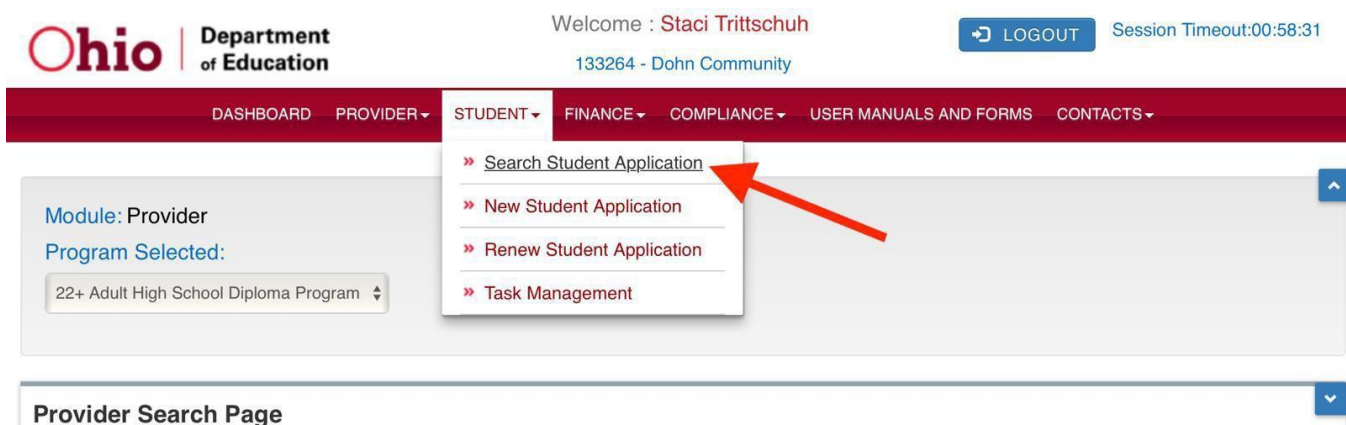 Ohio
Department
of Education
Welcome : Staci Trittschuh
133264 - Dohn Community
LOGOUT
Session Timeout:00:58:31
DASHBOARD PROVIDER STUDENT FINANCE COMPLIANCE USER MANUALS AND FORMS CONTACTS
» Search Student Application
» New Student Application
» Renew Student Application
» Task Management
Module: Provider
Program Selected:
22+ Adult High School Diploma Program
Provider Search Page